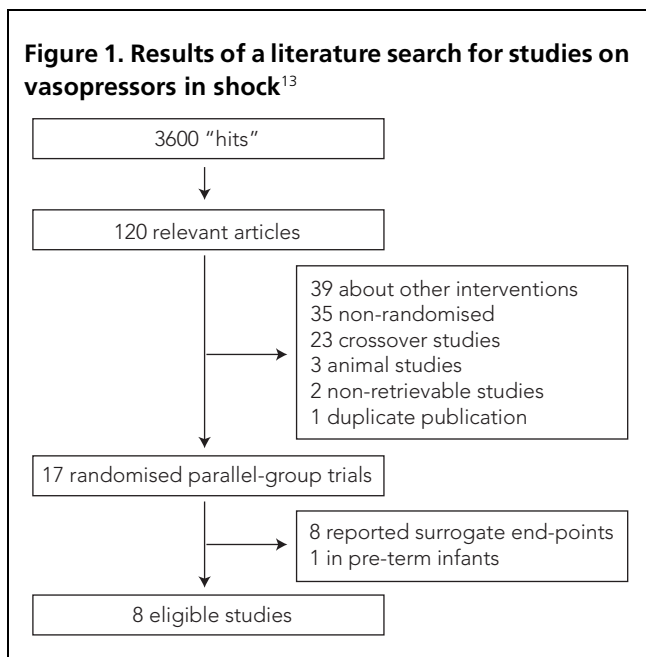 Figure 1. Results of a literature search for studies on
vasopressors in shock13
3600 “hits”
120 relevant articles
39 about other interventions
35 non-randomised
23 crossover studies
3 animal studies
2 non-retrievable studies
1 duplicate publication
17 randomised parallel-group trials
8 reported surrogate end-points
1 in pre-term infants
8 eligible studies